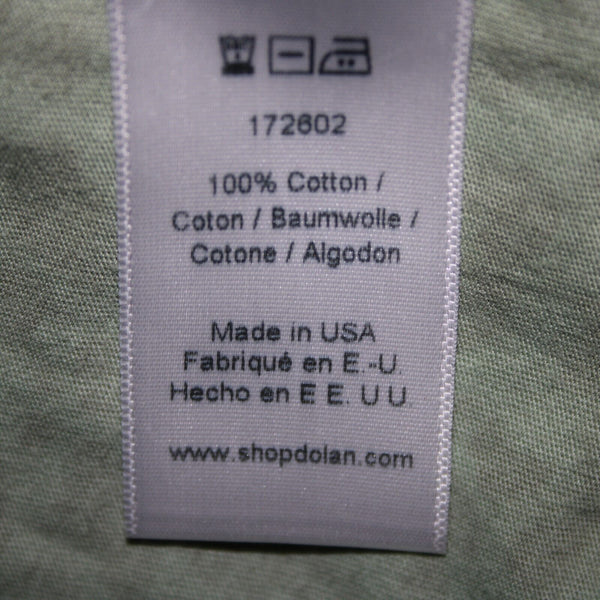 172602
100% Cotton /
Coton / Baumwolle /
Cotone / Algodon
Made in USA
Fabriqué en E.-U.
Hecho en E E. U U.
www.shopdolan.com